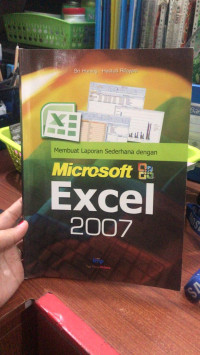 Membuat Laporan Sederhana dengan
Microsoft
Excel
2007